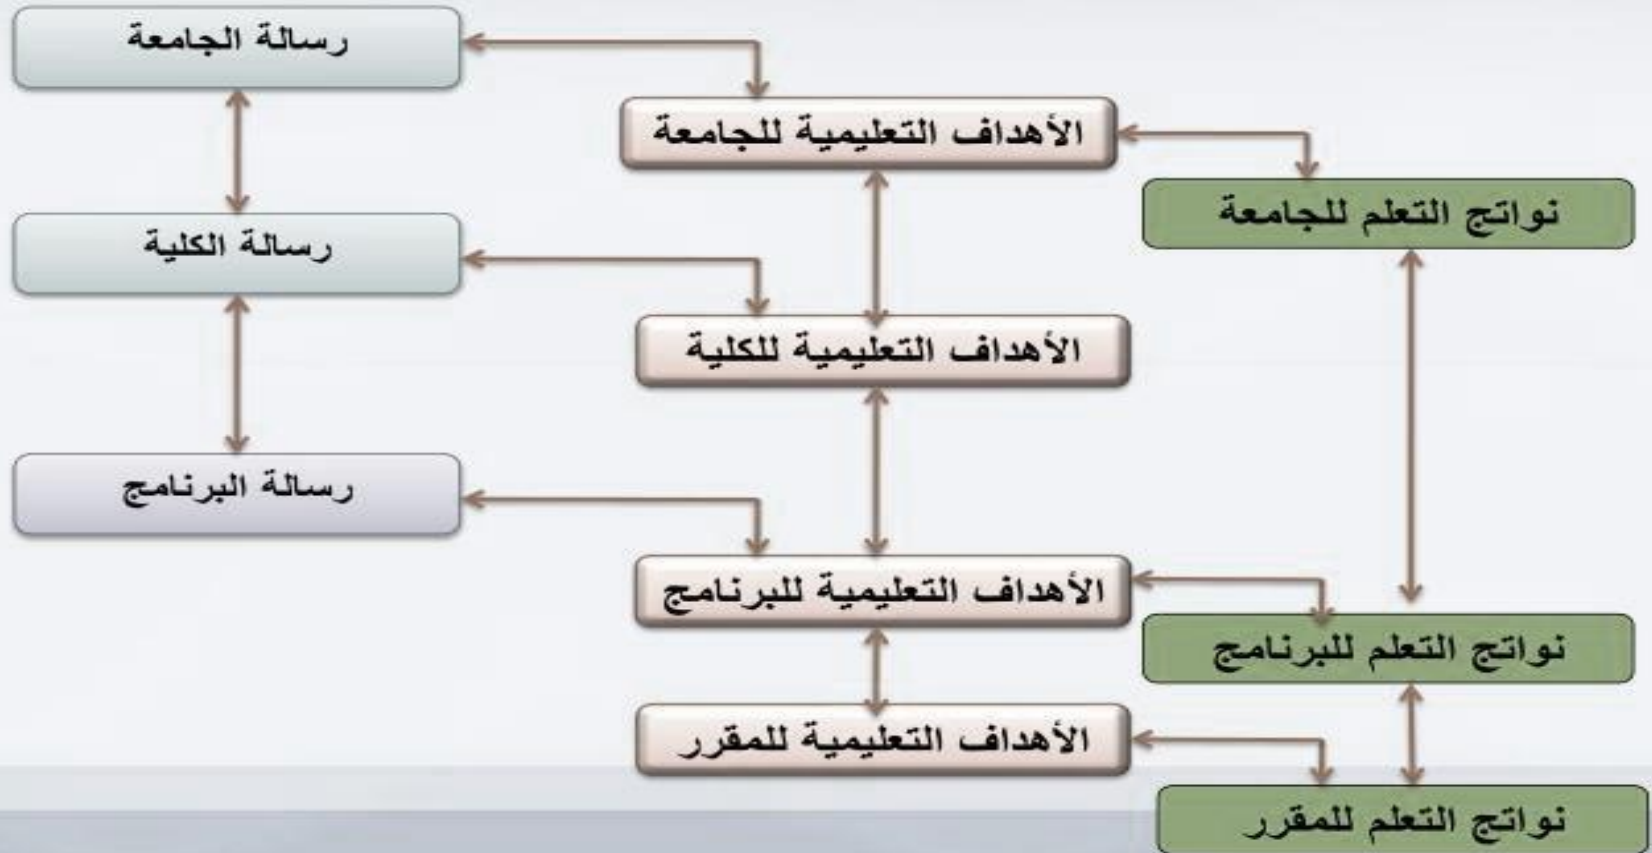 رسالة الجامعة
الأهداف التعليمية للجامعة
نواتج التعلم للجامعة
رسالة الكلية
الأهداف التعليمية للكلية
رسالة البرنامج
الأهداف التعليمية للبرنامج
نواتج التعلم للبرنامج
الأهداف التعليمية للمقرر
نواتج التعلم للمقرر